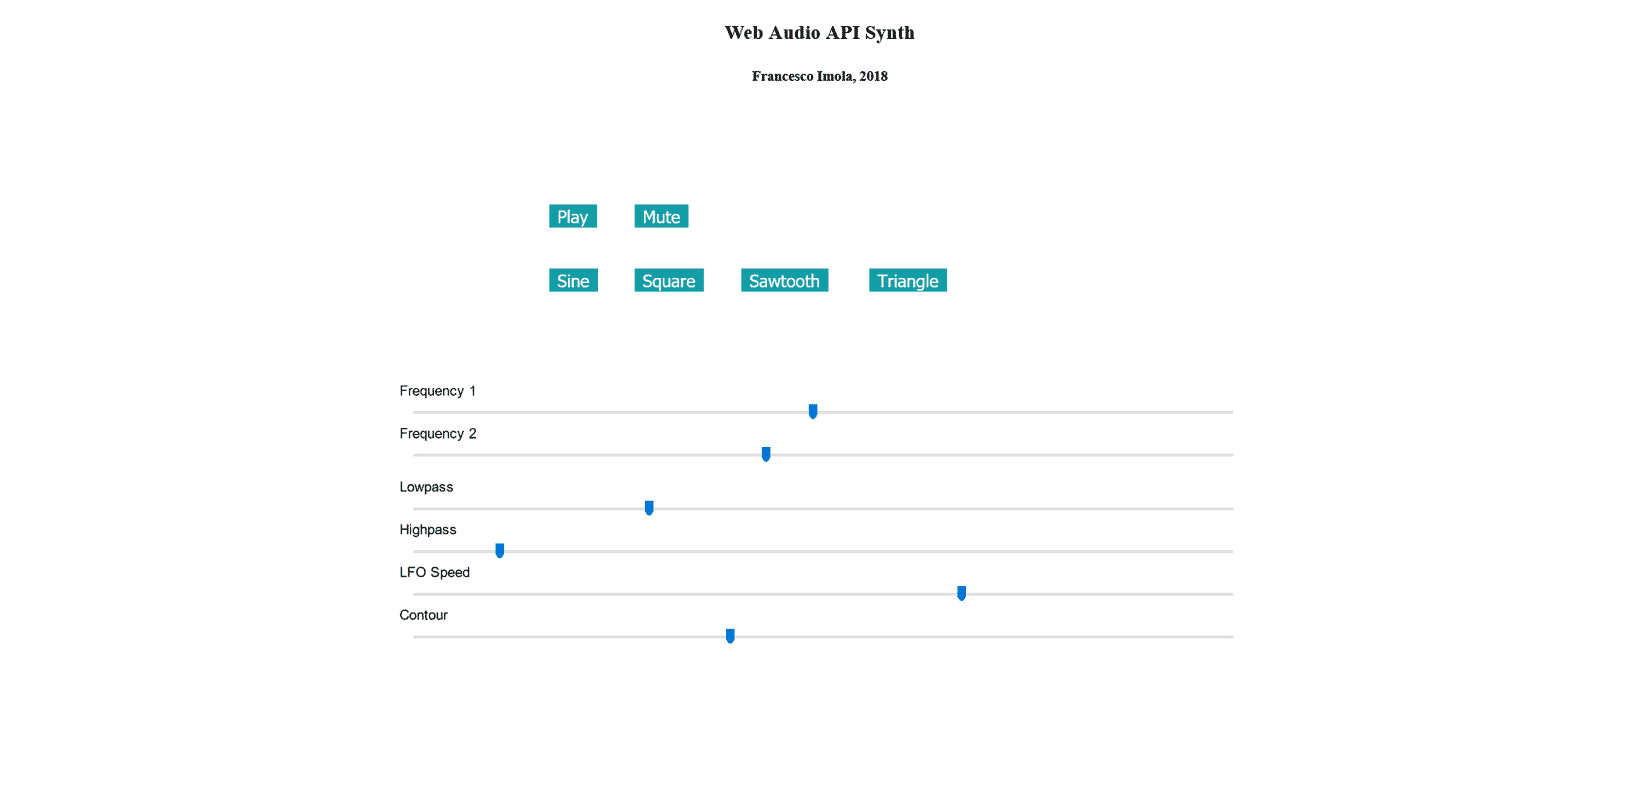 Web Audio API Synth
Francesco Imola, 2018
Play Mute
Sine Square Sawtooth Triangle
Frequency 1
Frequency 2
Lowpass
Highpass
LFO Speed
Contour